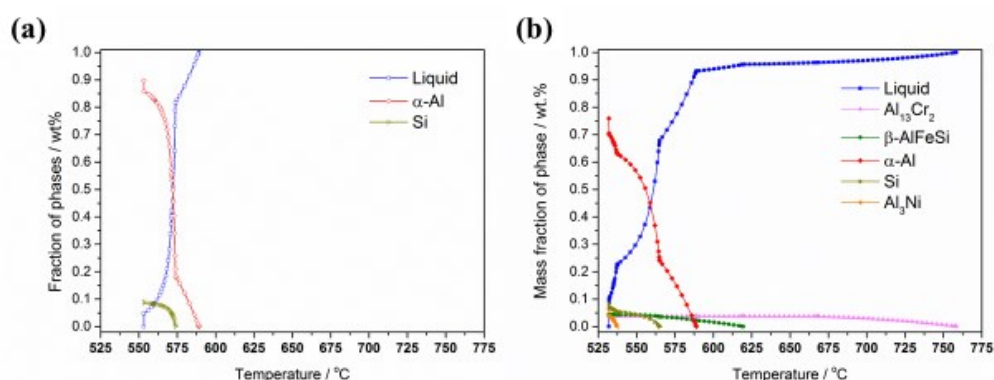 (a)
1.0
0.9
0.8
0.7
0.6
0.5
0.4
0.3
0.2
0.1
0.0
Fraction of phases / wt%
Liquid
α-Al
Si
525 550 575 600 625 650 675 700 725 750 775
Temperature / °C
(b)
1.0
0.9
0.8
0.7
0.6
0.5
0.4
0.3
0.2
0.1
0.0
Mass fraction of phase / wt.%
Liquid
Al₁₃Cr₂
β-AlFeSi
α-Al
Si
Al₃Ni
525 550 575 600 625 650 675 700 725 750 775
Temperature / °C